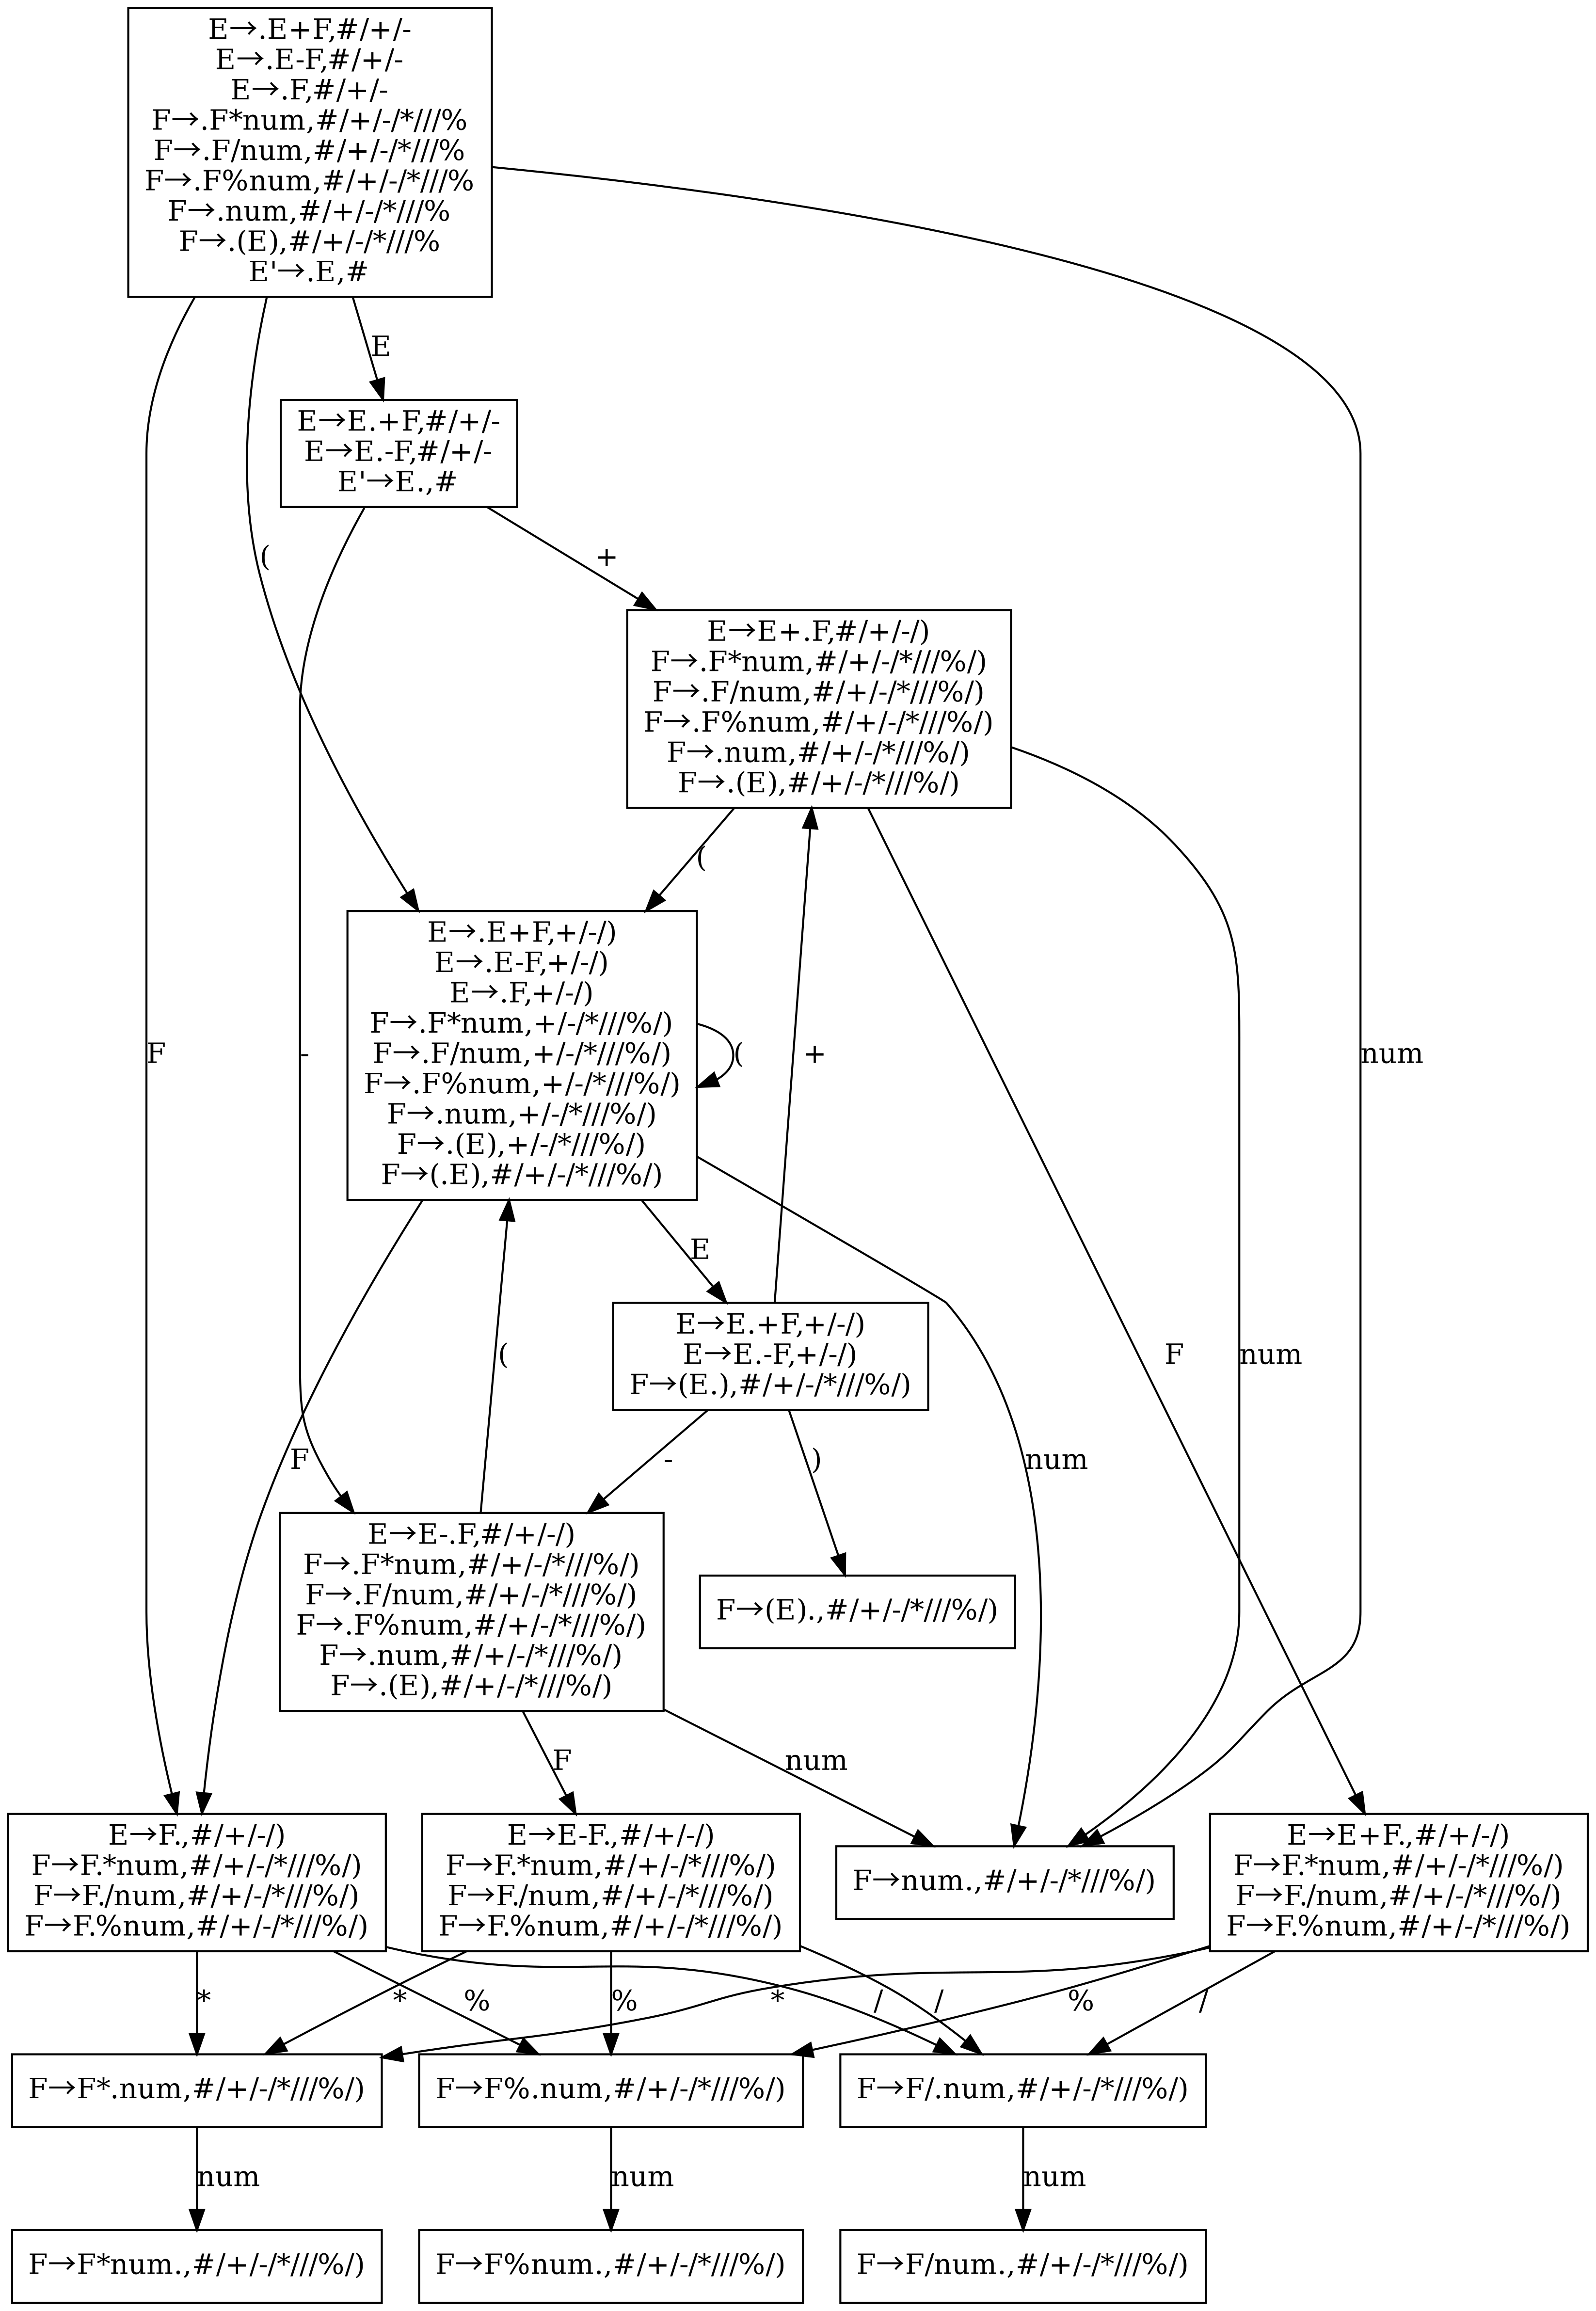 E→.E+F,#/+/-
E→.E-F,#/+/-
E→.F,#/+/-
F→.F*num,#/+/-/*///%
F→.F/num,#/+/-/*///%
F→.F%num,#/+/-/*///%
F→.num,#/+/-/*///%
F→.(E),#/+/-/*///%
E'→.E,#
E
E→E.+F,#/+/-
E→E.-F,#/+/-
E'→E.,#
(
+
E→E+.F,#/+/-/)
F→.F*num,#/+/-/*///%/)
F→.F/num,#/+/-/*///%/)
F→.F%num,#/+/-/*///%/)
F→.num,#/+/-/*///%/)
F→.(E),#/+/-/*///%/)
(
E→.E+F,+/-/)
E→.E-F,+/-/)
E→.F,+/-/)
F→.F*num,+/-/*///%/)
F→.F/num,+/-/*///%/)
F→.F%num,+/-/*///%/)
F→.num,+/-/*///%/)
F→.(E),+/-/*///%/)
F→(.E),#/+/-/*///%/)
F
-
(
+
num
E
E→E.+F,+/-/)
E→E.-F,+/-/)
F→(E.),#/+/-/*///%/)
(
F
num
F
-
)
num
E→E-.F,#/+/-/)
F→.F*num,#/+/-/*///%/)
F→.F/num,#/+/-/*///%/)
F→.F%num,#/+/-/*///%/)
F→.num,#/+/-/*///%/)
F→.(E),#/+/-/*///%/)
F→(E).,#/+/-/*///%/)
F
num
E→F.,#/+/-/)
F→F.*num,#/+/-/*///%/)
F→F./num,#/+/-/*///%/)
F→F.%num,#/+/-/*///%/)
E→E-F.,#/+/-/)
F→F.*num,#/+/-/*///%/)
F→F./num,#/+/-/*///%/)
F→F.%num,#/+/-/*///%/)
F→num.,#/+/-/*///%/)
E→E+F.,#/+/-/)
F→F.*num,#/+/-/*///%/)
F→F./num,#/+/-/*///%/)
F→F.%num,#/+/-/*///%/)
*
*
%
%
*
/
/
%
/
F→F*.num,#/+/-/*///%/)
F→F%.num,#/+/-/*///%/)
F→F/.num,#/+/-/*///%/)
num
num
num
F→F*num.,#/+/-/*///%/)
F→F%num.,#/+/-/*///%/)
F→F/num.,#/+/-/*///%/)